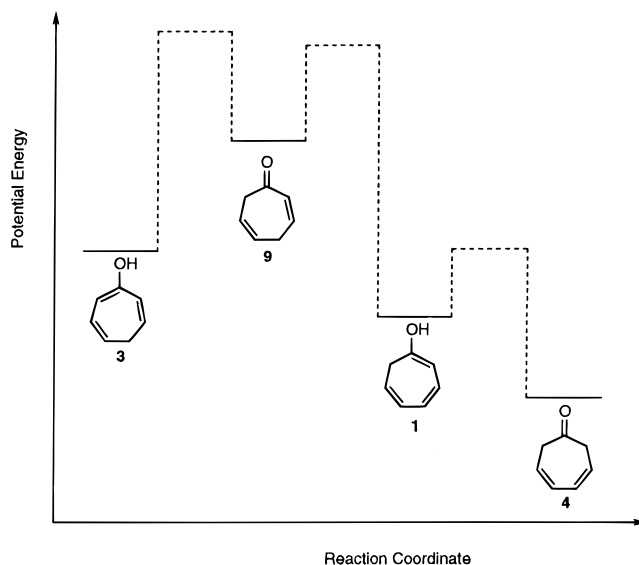 Potential Energy
O
9
OH
3
OH
1
O
4
Reaction Coordinate